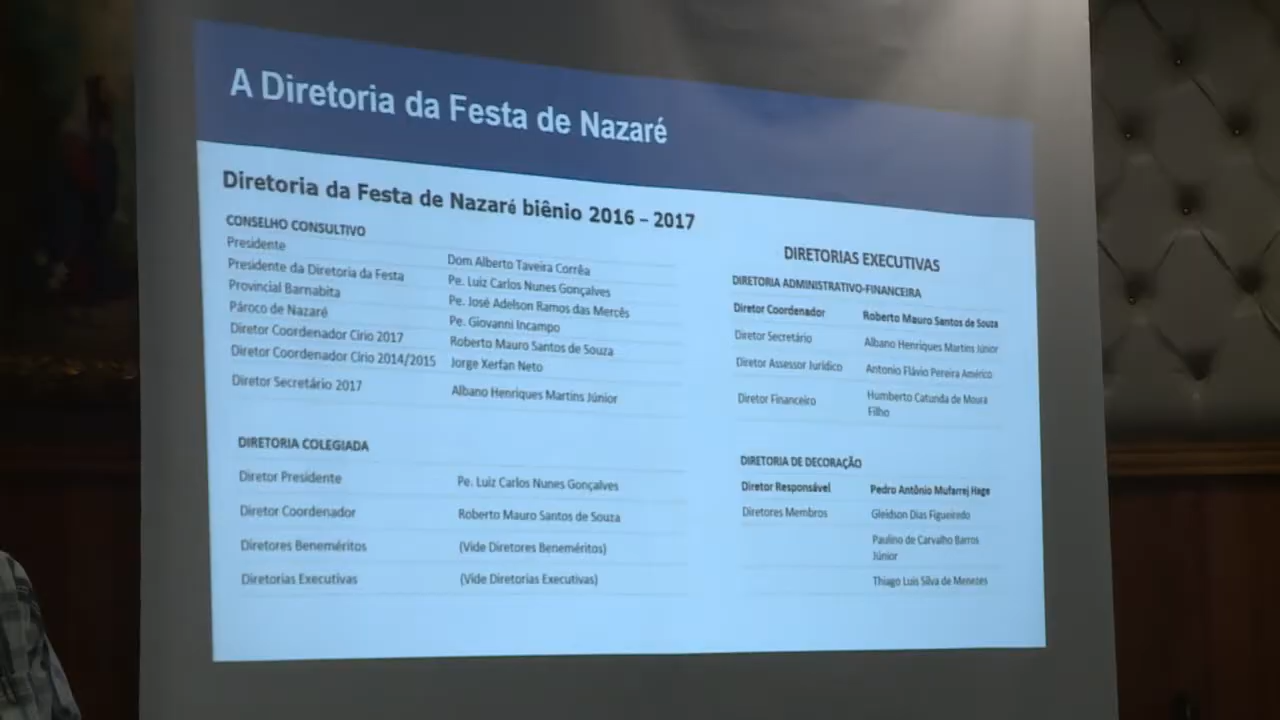 A Diretoria da Festa de Nazaré
Diretoria da Festa de Nazaré biênio 2016 – 2017
CONSELHO CONSULTIVO
Presidente Dom Alberto Taveira Corrêa
Presidente da Diretoria da Festa Pe. Luiz Carlos Nunes Gonçalves
Provincial Barnabita Pe. José Adelson Ramos das Mercês
Pároco de Nazaré Pe. Giovanni Incampo
Diretor Coordenador Círio 2017 Roberto Mauro Santos de Souza
Diretor Coordenador Círio 2014/2015 Jorge Xerfan Neto
Diretor Secretário 2017 Albano Henriques Martins Júnior
DIRETORIA COLEGIADA
Diretor Presidente Pe. Luiz Carlos Nunes Gonçalves
Diretor Coordenador Roberto Mauro Santos de Souza
Diretores Beneméritos (Vide Diretores Beneméritos)
Diretorias Executivas (Vide Diretorias Executivas)
DIRETORIAS EXECUTIVAS
DIRETORIA ADMINISTRATIVO-FINANCEIRA
Diretor Coordenador Roberto Mauro Santos de Souza
Diretor Secretário Albano Henriques Martins Júnior
Diretor Assessor Jurídico Antonio Flávio Pereira Américo
Diretor Financeiro Humberto Catunda de Moura
Filho
DIRETORIA DE DECORAÇÃO
Diretor Responsável Pedro Antônio Mufarrej Hage
Diretores Membros Gleidson Dias Figueiredo
Paulino de Carvalho Barros
Júnior
Thiago Luis Silva de Menezes